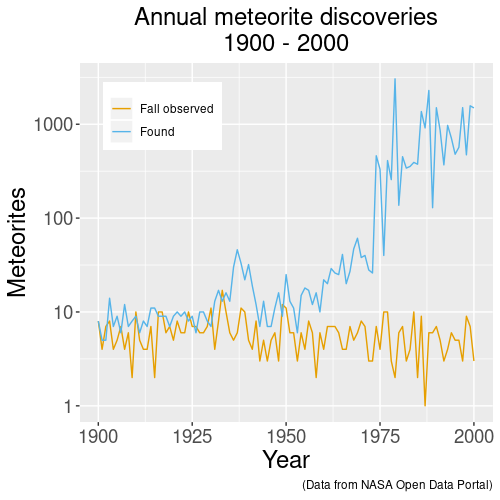 Annual meteorite discoveries
1900 - 2000
Meteorites
1000
100
10
1
Fall observed
Found
1900 1925 1950 1975 2000
Year
(Data from NASA Open Data Portal)